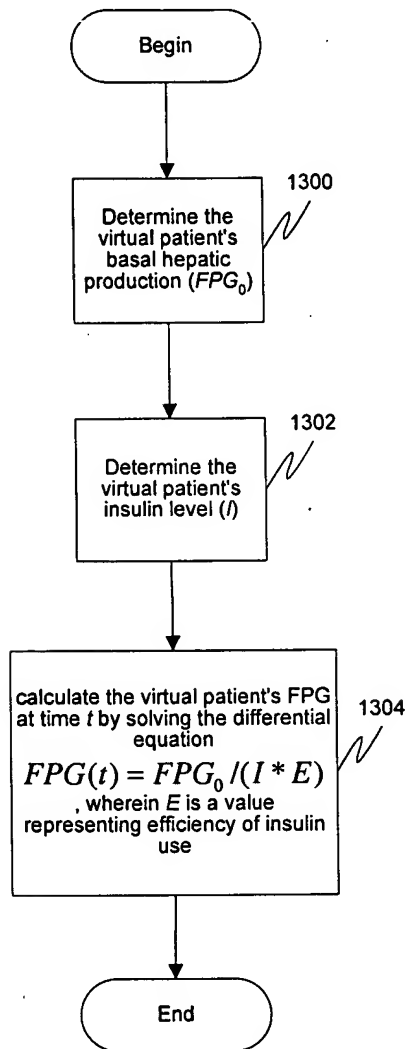 Begin
1300
Determine the
virtual patient's
basal hepatic
production (FPG₀)
1302
Determine the
virtual patient's
insulin level (I)
1304
calculate the virtual patient's FPG
at time t by solving the differential
equation
FPG(t) = FPG₀ /(I * E)
, wherein E is a value
representing efficiency of insulin
use
End